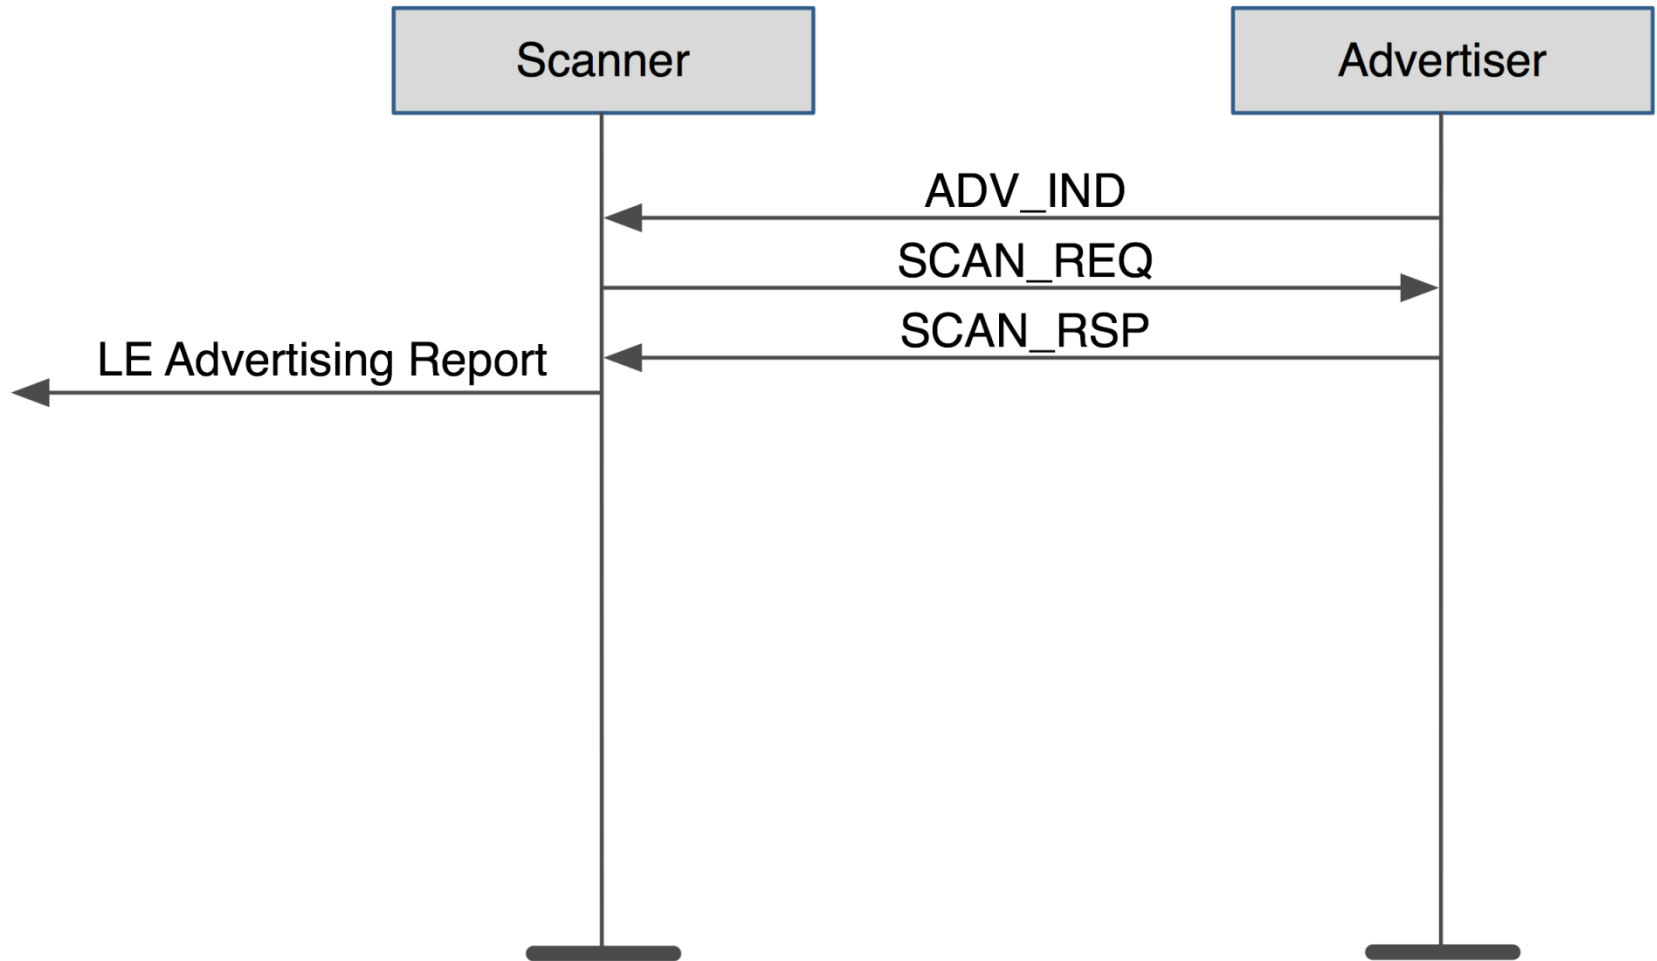 Scanner
Advertiser
ADV_IND
SCAN_REQ
SCAN_RSP
LE Advertising Report